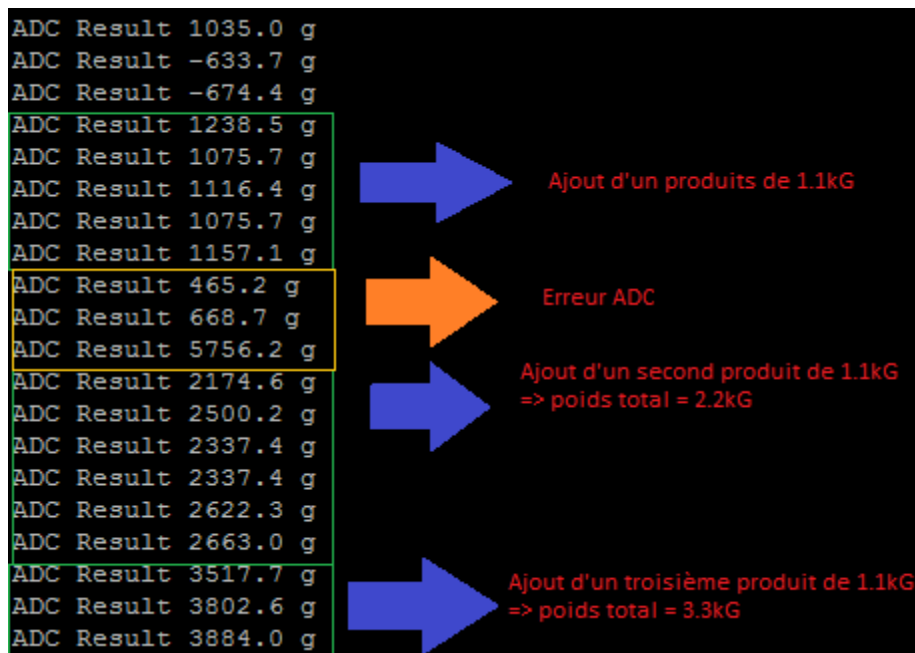 ADC Result 1035.0 g
ADC Result -633.7 g
ADC Result -674.4 g
ADC Result 1238.5 g
ADC Result 1075.7 g
ADC Result 1116.4 g
ADC Result 1075.7 g
ADC Result 1157.1 g
Ajout d'un produits de 1.1kG
ADC Result 465.2 g
ADC Result 668.7 g
ADC Result 5756.2 g
Erreur ADC
ADC Result 2174.6 g
ADC Result 2500.2 g
ADC Result 2337.4 g
ADC Result 2337.4 g
ADC Result 2622.3 g
ADC Result 2663.0 g
Ajout d'un second produit de 1.1kG
=> poids total = 2.2kG
ADC Result 3517.7 g
ADC Result 3802.6 g
ADC Result 3884.0 g
Ajout d'un troisième produit de 1.1kG
=> poids total = 3.3kG